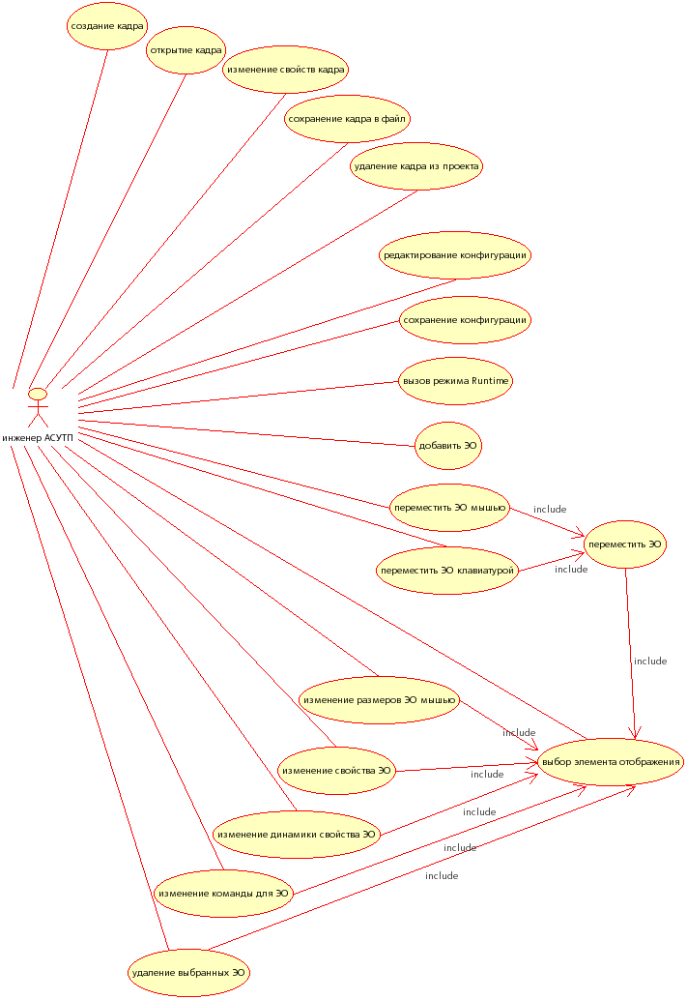 создание кадра
открытие кадра
изменение свойств кадра
сохранение кадра в файл
удаление кадра из проекта
редактирование конфигурации
сохранение конфигурации
вызов режима Runtime
инженер АСУТП
добавить ЭО
переместить ЭО мышью
include
переместить ЭО
переместить ЭО клавиатурой
include
include
изменение размеров ЭО мышью
include
выбор элемента отображения
изменение свойства ЭО
include
include
изменение динамики свойства ЭО
include
include
изменение команды для ЭО
удаление выбранных ЭО